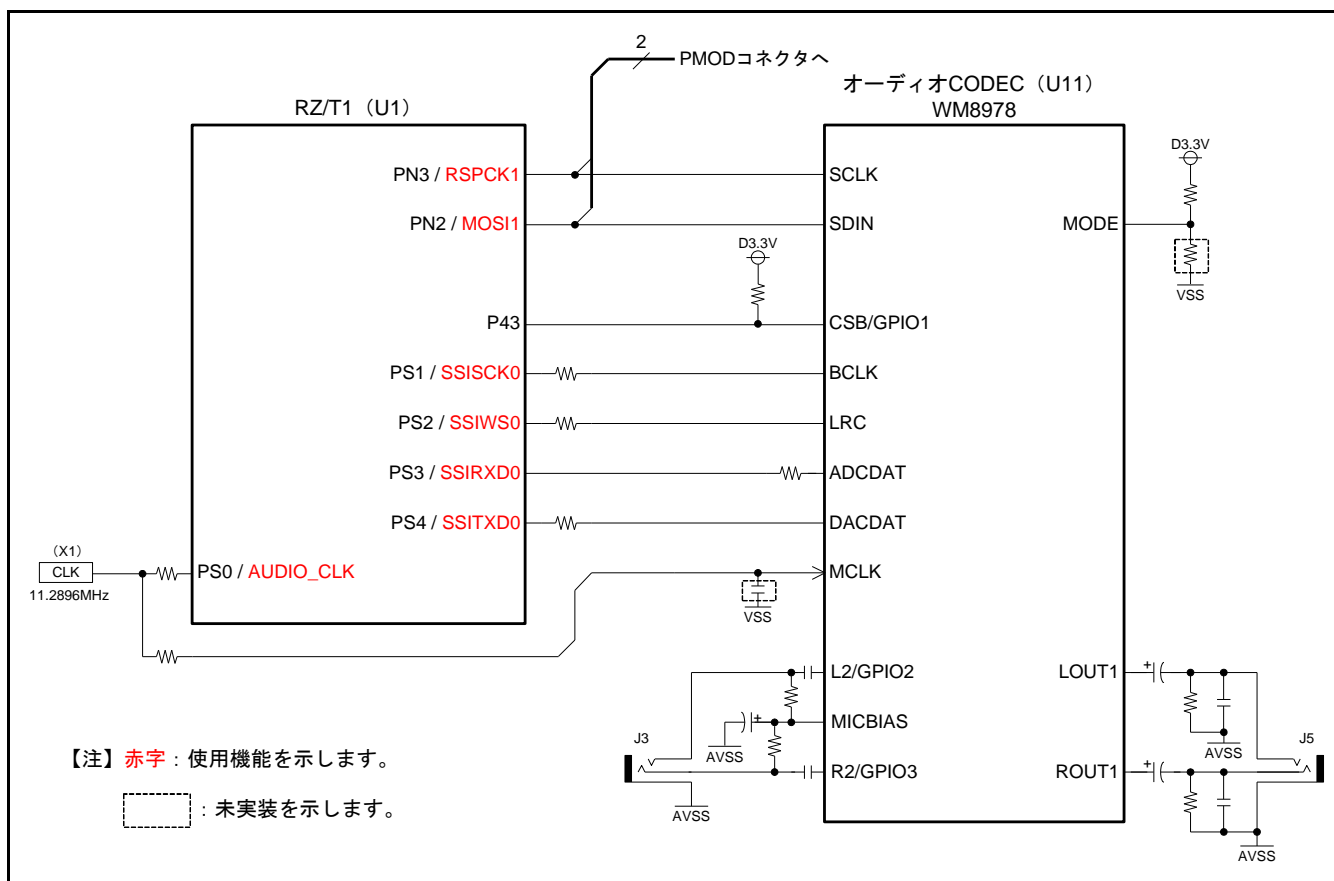 2
PMODコネクタへ
オーディオCODEC（U11）
WM8978
RZ/T1（U1）
PN3 / RSPCK1
PN2 / MOSI1
P43
PS1 / SSISCK0
PS2 / SSIWS0
PS3 / SSIRXD0
PS4 / SSITXD0
PS0 / AUDIO_CLK
（X1）
CLK
11.2896MHz
D3.3V
VSS
SCLK
SDIN
CSB/GPIO1
BCLK
LRC
ADCDAT
DACDAT
MCLK
L2/GPIO2
MICBIAS
R2/GPIO3
MODE
LOUT1
ROUT1
D3.3V
VSS
+
AVSS
J3
AVSS
+
AVSS
J5
+
AVSS
【注】赤字：使用機能を示します。
：未実装を示します。